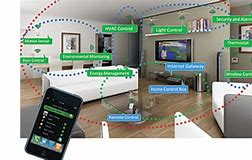 HVAC Control
Light Control
Security and Alarm
Motion Sensor
Thermostat
Door Control
Environmental Monitoring
Internet Gateway
Energy Management
Window Control
Home Control Box
Remote Control